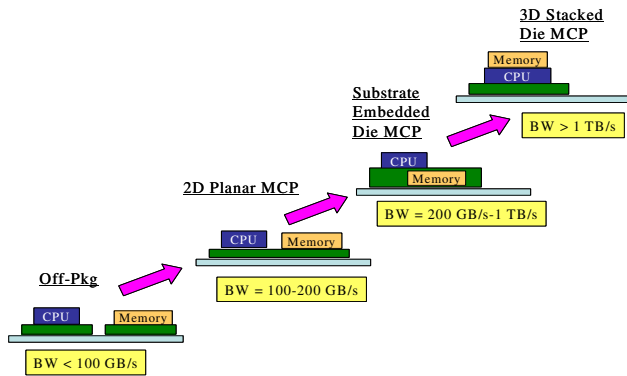 3D Stacked
Die MCP
Memory
CPU
BW > 1 TB/s
Substrate
Embedded
Die MCP
CPU
Memory
BW = 200 GB/s-1 TB/s
2D Planar MCP
CPU
Memory
BW = 100-200 GB/s
Off-Pkg
CPU
Memory
BW < 100 GB/s